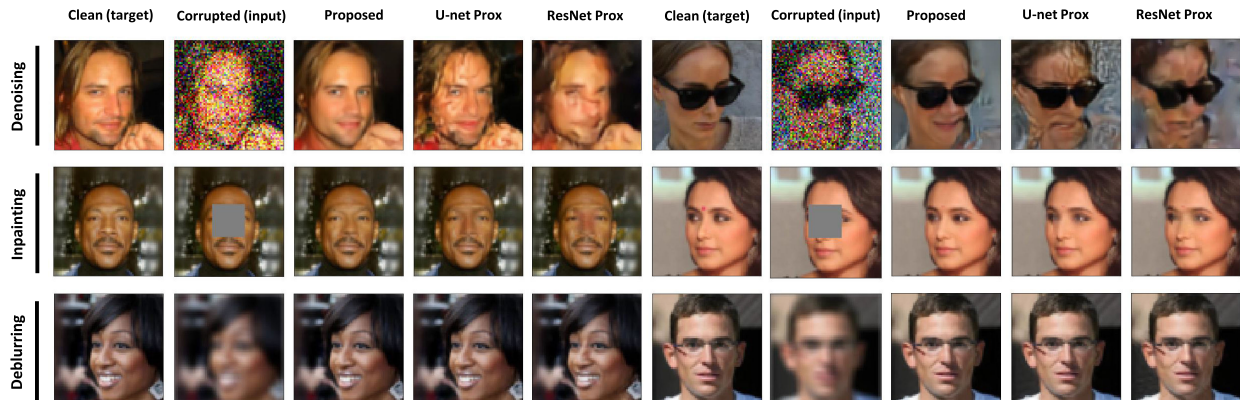 Clean (target) Corrupted (input) Proposed U-net Prox ResNet Prox Clean (target) Corrupted (input) Proposed U-net Prox ResNet Prox
Denoising
Inpainting
Deblurring